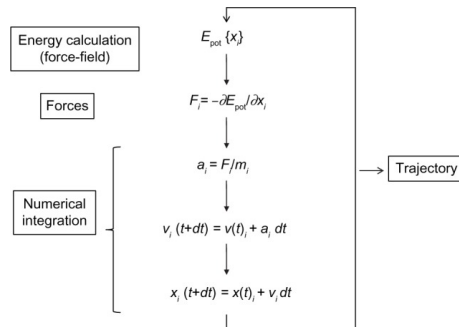 Energy calculation
(force-field)
E_pot {x_i}
Forces
F_i = −∂E_pot/∂x_i
a_i = F_i/m_i
Trajectory
Numerical
integration
v_i (t+dt) = v(t)_i + a_i dt
x_i (t+dt) = x(t)_i + v_i dt